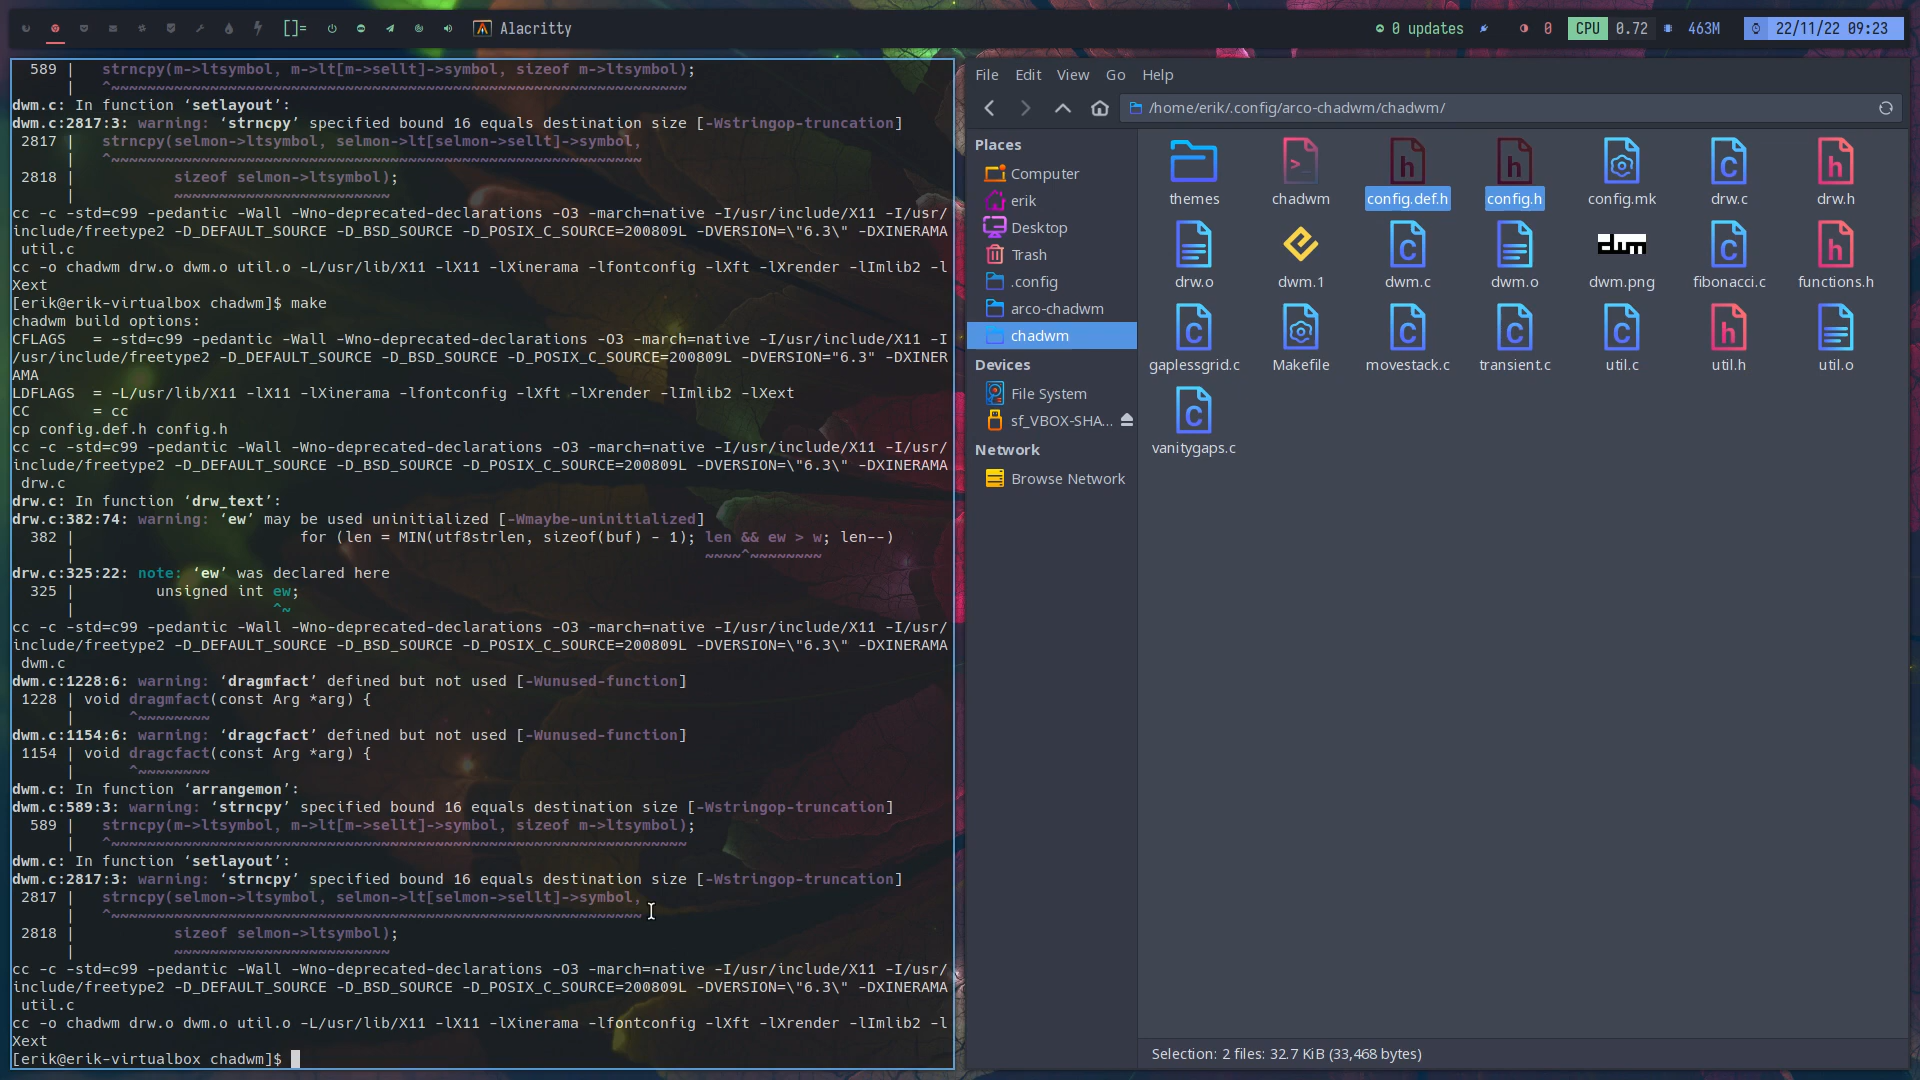 []=
Alacritty
0 updates
0
CPU 0.72
463M
22/11/22 09:23
589 |   strncpy(m->ltsymbol, m->lt[m->sellt]->symbol, sizeof m->ltsymbol);
|   ^~~~~~~~~~~~~~~~~~~~~~~~~~~~~~~~~~~~~~~~~~~~~~~~~~~~~~~~~~~~~~~~~
dwm.c: In function ‘setlayout’:
dwm.c:2817:3: warning: ‘strncpy’ specified bound 16 equals destination size [-Wstringop-truncation]
2817 |   strncpy(selmon->ltsymbol, selmon->lt[selmon->sellt]->symbol,
|   ^~~~~~~~~~~~~~~~~~~~~~~~~~~~~~~~~~~~~~~~~~~~~~~~~~~~~~~~~~~~
2818 |           sizeof selmon->ltsymbol);
|           ~~~~~~~~~~~~~~~~~~~~~~~~
cc -c -std=c99 -pedantic -Wall -Wno-deprecated-declarations -O3 -march=native -I/usr/include/X11 -I/usr/
include/freetype2 -D_DEFAULT_SOURCE -D_BSD_SOURCE -D_POSIX_C_SOURCE=200809L -DVERSION=\"6.3\" -DXINERAMA
util.c
cc -o chadwm drw.o dwm.o util.o -L/usr/lib/X11 -lX11 -lXinerama -lfontconfig -lXft -lXrender -lImlib2 -l
Xext
[erik@erik-virtualbox chadwm]$ make
chadwm build options:
CFLAGS   = -std=c99 -pedantic -Wall -Wno-deprecated-declarations -O3 -march=native -I/usr/include/X11 -I
/usr/include/freetype2 -D_DEFAULT_SOURCE -D_BSD_SOURCE -D_POSIX_C_SOURCE=200809L -DVERSION="6.3" -DXINER
AMA
LDFLAGS  = -L/usr/lib/X11 -lX11 -lXinerama -lfontconfig -lXft -lXrender -lImlib2 -lXext
CC       = cc
cp config.def.h config.h
cc -c -std=c99 -pedantic -Wall -Wno-deprecated-declarations -O3 -march=native -I/usr/include/X11 -I/usr/
include/freetype2 -D_DEFAULT_SOURCE -D_BSD_SOURCE -D_POSIX_C_SOURCE=200809L -DVERSION=\"6.3\" -DXINERAMA
drw.c
drw.c: In function ‘drw_text’:
drw.c:382:74: warning: ‘ew’ may be used uninitialized [-Wmaybe-uninitialized]
382 |                         for (len = MIN(utf8strlen, sizeof(buf) - 1); len && ew > w; len--)
|                                                                      ~~~~^~~~~~~~~
drw.c:325:22: note: ‘ew’ was declared here
325 |         unsigned int ew;
|                      ^~
cc -c -std=c99 -pedantic -Wall -Wno-deprecated-declarations -O3 -march=native -I/usr/include/X11 -I/usr/
include/freetype2 -D_DEFAULT_SOURCE -D_BSD_SOURCE -D_POSIX_C_SOURCE=200809L -DVERSION=\"6.3\" -DXINERAMA
dwm.c
dwm.c:1228:6: warning: ‘dragmfact’ defined but not used [-Wunused-function]
1228 | void dragmfact(const Arg *arg) {
|      ^~~~~~~~~
dwm.c:1154:6: warning: ‘dragcfact’ defined but not used [-Wunused-function]
1154 | void dragcfact(const Arg *arg) {
|      ^~~~~~~~~
dwm.c: In function ‘arrangemon’:
dwm.c:589:3: warning: ‘strncpy’ specified bound 16 equals destination size [-Wstringop-truncation]
589 |   strncpy(m->ltsymbol, m->lt[m->sellt]->symbol, sizeof m->ltsymbol);
|   ^~~~~~~~~~~~~~~~~~~~~~~~~~~~~~~~~~~~~~~~~~~~~~~~~~~~~~~~~~~~~~~~~
dwm.c: In function ‘setlayout’:
dwm.c:2817:3: warning: ‘strncpy’ specified bound 16 equals destination size [-Wstringop-truncation]
2817 |   strncpy(selmon->ltsymbol, selmon->lt[selmon->sellt]->symbol,
|   ^~~~~~~~~~~~~~~~~~~~~~~~~~~~~~~~~~~~~~~~~~~~~~~~~~~~~~~~~~~~
2818 |           sizeof selmon->ltsymbol);
|           ~~~~~~~~~~~~~~~~~~~~~~~~
cc -c -std=c99 -pedantic -Wall -Wno-deprecated-declarations -O3 -march=native -I/usr/include/X11 -I/usr/
include/freetype2 -D_DEFAULT_SOURCE -D_BSD_SOURCE -D_POSIX_C_SOURCE=200809L -DVERSION=\"6.3\" -DXINERAMA
util.c
cc -o chadwm drw.o dwm.o util.o -L/usr/lib/X11 -lX11 -lXinerama -lfontconfig -lXft -lXrender -lImlib2 -l
Xext
[erik@erik-virtualbox chadwm]$
File Edit View Go Help
/home/erik/.config/arco-chadwm/chadwm/
Places
Computer
erik
Desktop
Trash
.config
arco-chadwm
chadwm
Devices
File System
sf_VBOX-SHA...
Network
Browse Network
themes chadwm config.def.h config.h config.mk drw.c drw.h
drw.o dwm.1 dwm.c dwm.o dwm.png fibonacci.c functions.h
gaplessgrid.c Makefile movestack.c transient.c util.c util.h util.o
vanitygaps.c
Selection: 2 files: 32.7 KiB (33,468 bytes)